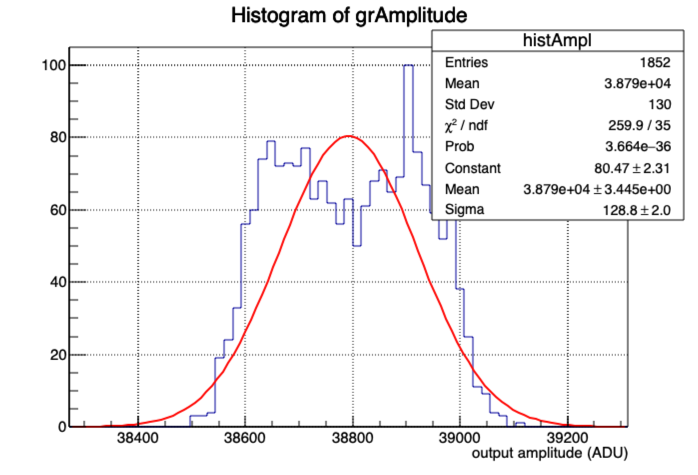 Histogram of grAmplitude
histAmpl
Entries 1852
Mean 3.879e+04
Std Dev 130
χ² / ndf 259.9 / 35
Prob 3.664e−36
Constant 80.47 ± 2.31
Mean 3.879e+04 ± 3.445e+00
Sigma 128.8 ± 2.0
100
80
60
40
20
0
38400 38600 38800 39000 39200
output amplitude (ADU)